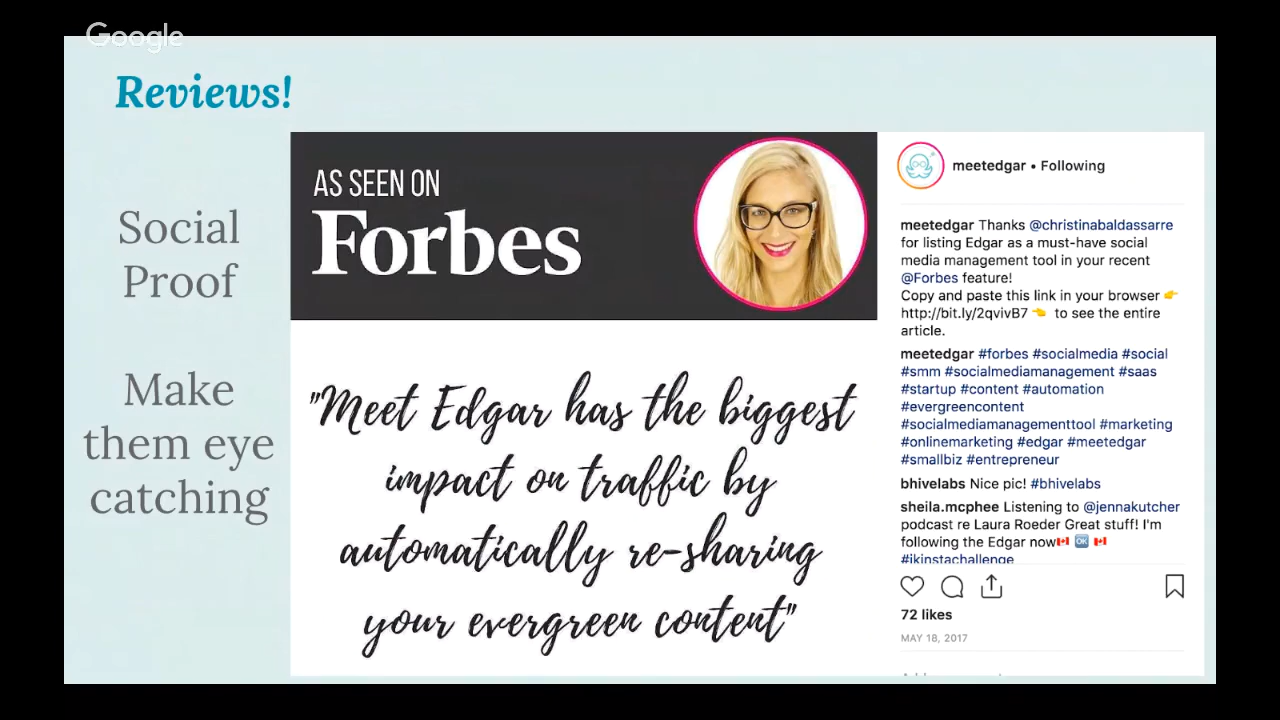 Google
Reviews!
Social
Proof
Make
them eye
catching
AS SEEN ON
Forbes
"Meet Edgar has the biggest
impact on traffic by
automatically re-sharing
your evergreen content"
meetedgar • Following
meetedgar Thanks @christinabaldassarre
for listing Edgar as a must-have social
media management tool in your recent
@Forbes feature!
Copy and paste this link in your browser 👉
http://bit.ly/2qvivB7 👈 to see the entire
article.
meetedgar #forbes #socialmedia #social
#smm #socialmediamanagement #saas
#startup #content #automation
#evergreencontent
#socialmediamanagementtool #marketing
#onlinemarketing #edgar #meetedgar
#smallbiz #entrepreneur
bhivelabs Nice pic! #bhivelabs
sheila.mcphee Listening to @jennakutcher
podcast re Laura Roeder Great stuff! I'm
following the Edgar now🇨🇦 🆗 🇨🇦
#jkinstachallenge
72 likes
MAY 18, 2017